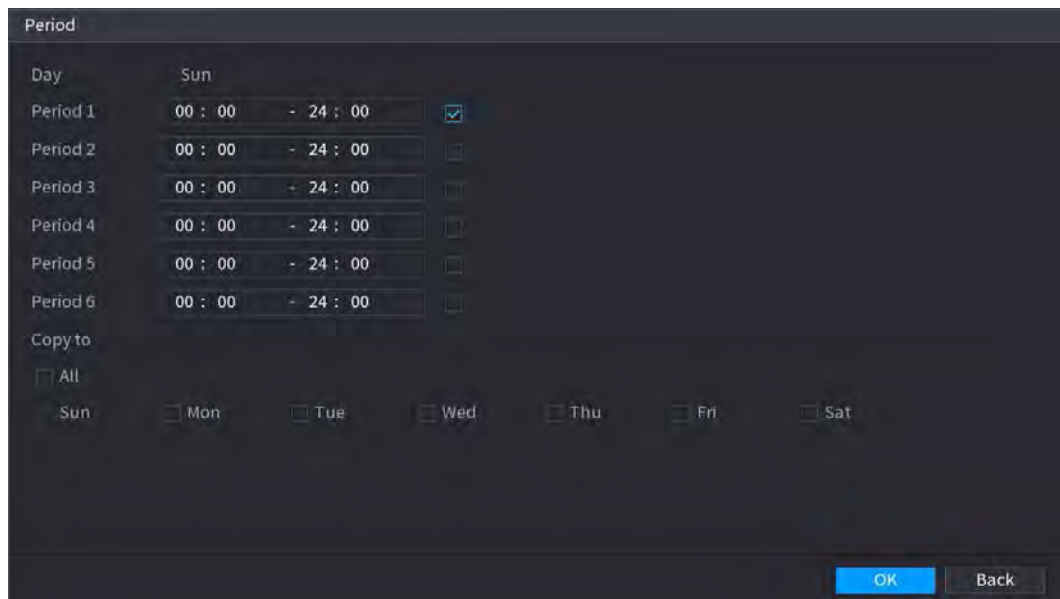 Period
Day Sun
Period 1 00 : 00 - 24 : 00
Period 2 00 : 00 - 24 : 00
Period 3 00 : 00 - 24 : 00
Period 4 00 : 00 - 24 : 00
Period 5 00 : 00 - 24 : 00
Period 6 00 : 00 - 24 : 00
Copy to
All
Sun Mon Tue Wed Thu Fri Sat
OK Back